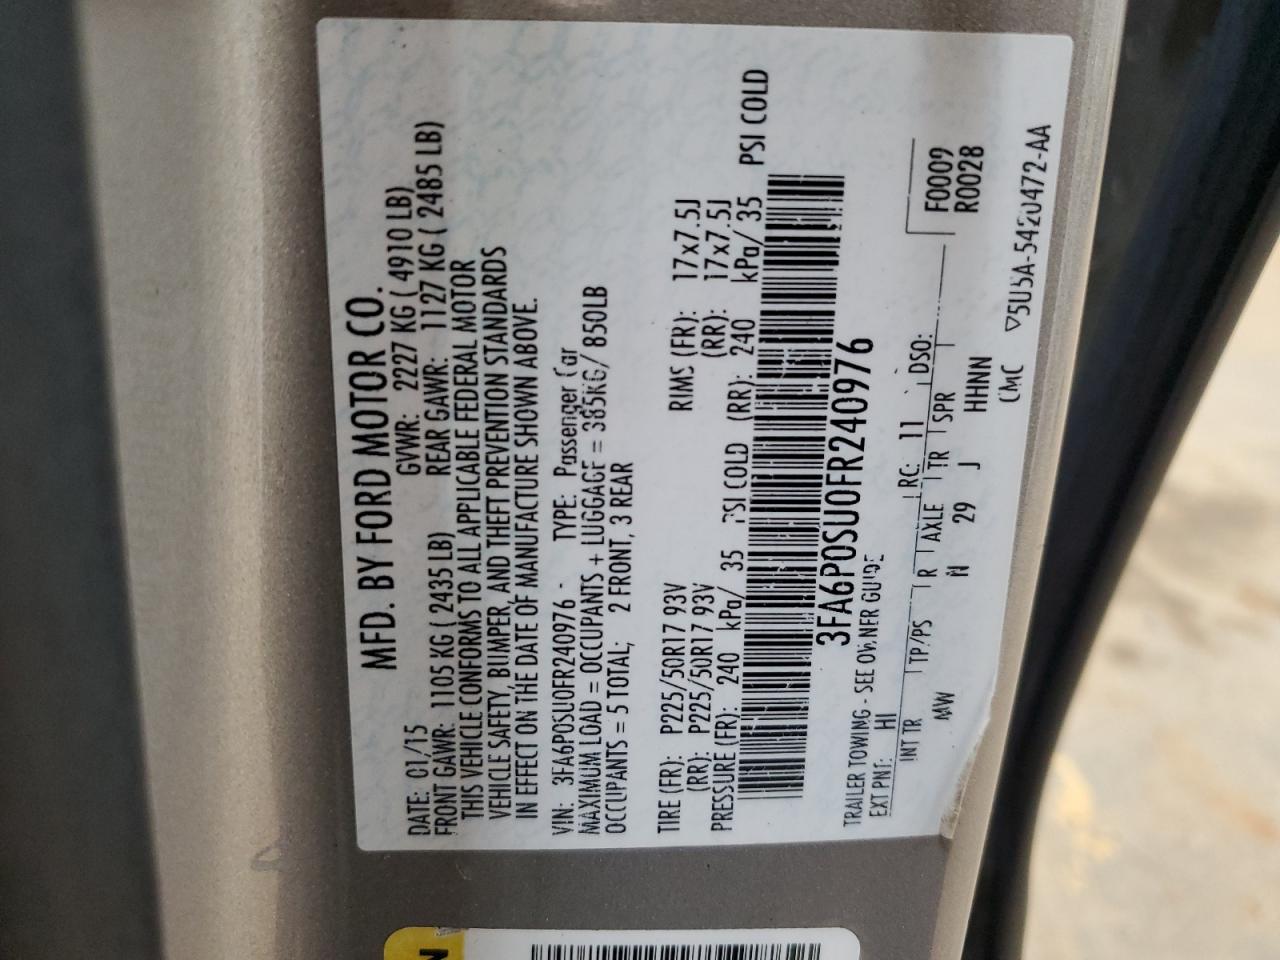 MFD. BY FORD MOTOR CO.
DATE: 01/15 GVWR: 2227 KG ( 4910 LB)
FRONT GAWR: 1105 KG ( 2435 LB) REAR GAWR: 1127 KG ( 2485 LB)
THIS VEHICLE CONFORMS TO ALL APPLICABLE FEDERAL MOTOR
VEHICLE SAFETY, BUMPER, AND THEFT PREVENTION STANDARDS
IN EFFECT ON THE DATE OF MANUFACTURE SHOWN ABOVE.
VIN: 3FA6P0SU0FR240976 - TYPE: Passenger Car
MAXIMUM LOAD = OCCUPANTS + LUGGAGE = 385KG/ 850LB
OCCUPANTS = 5 TOTAL; 2 FRONT, 3 REAR
TIRE (FR): P225/50R17 93V RIMS (FR): 17x7.5J
(RR): P225/50R17 93V (RR): 17x7.5J
PRESSURE (FR): 240 kPa/ 35 PSI COLD (RR): 240 kPa/ 35 PSI COLD
3FA6P0SU0FR240976
TRAILER TOWING - SEE OWNER GUIDE
EXT PNT: HI RC: 11 DSO: F0009
INT TR TP/PS R AXLE TR SPR R0028
MW N 29 J HHNN
CMC ▽5U5A-5420472-AA
N